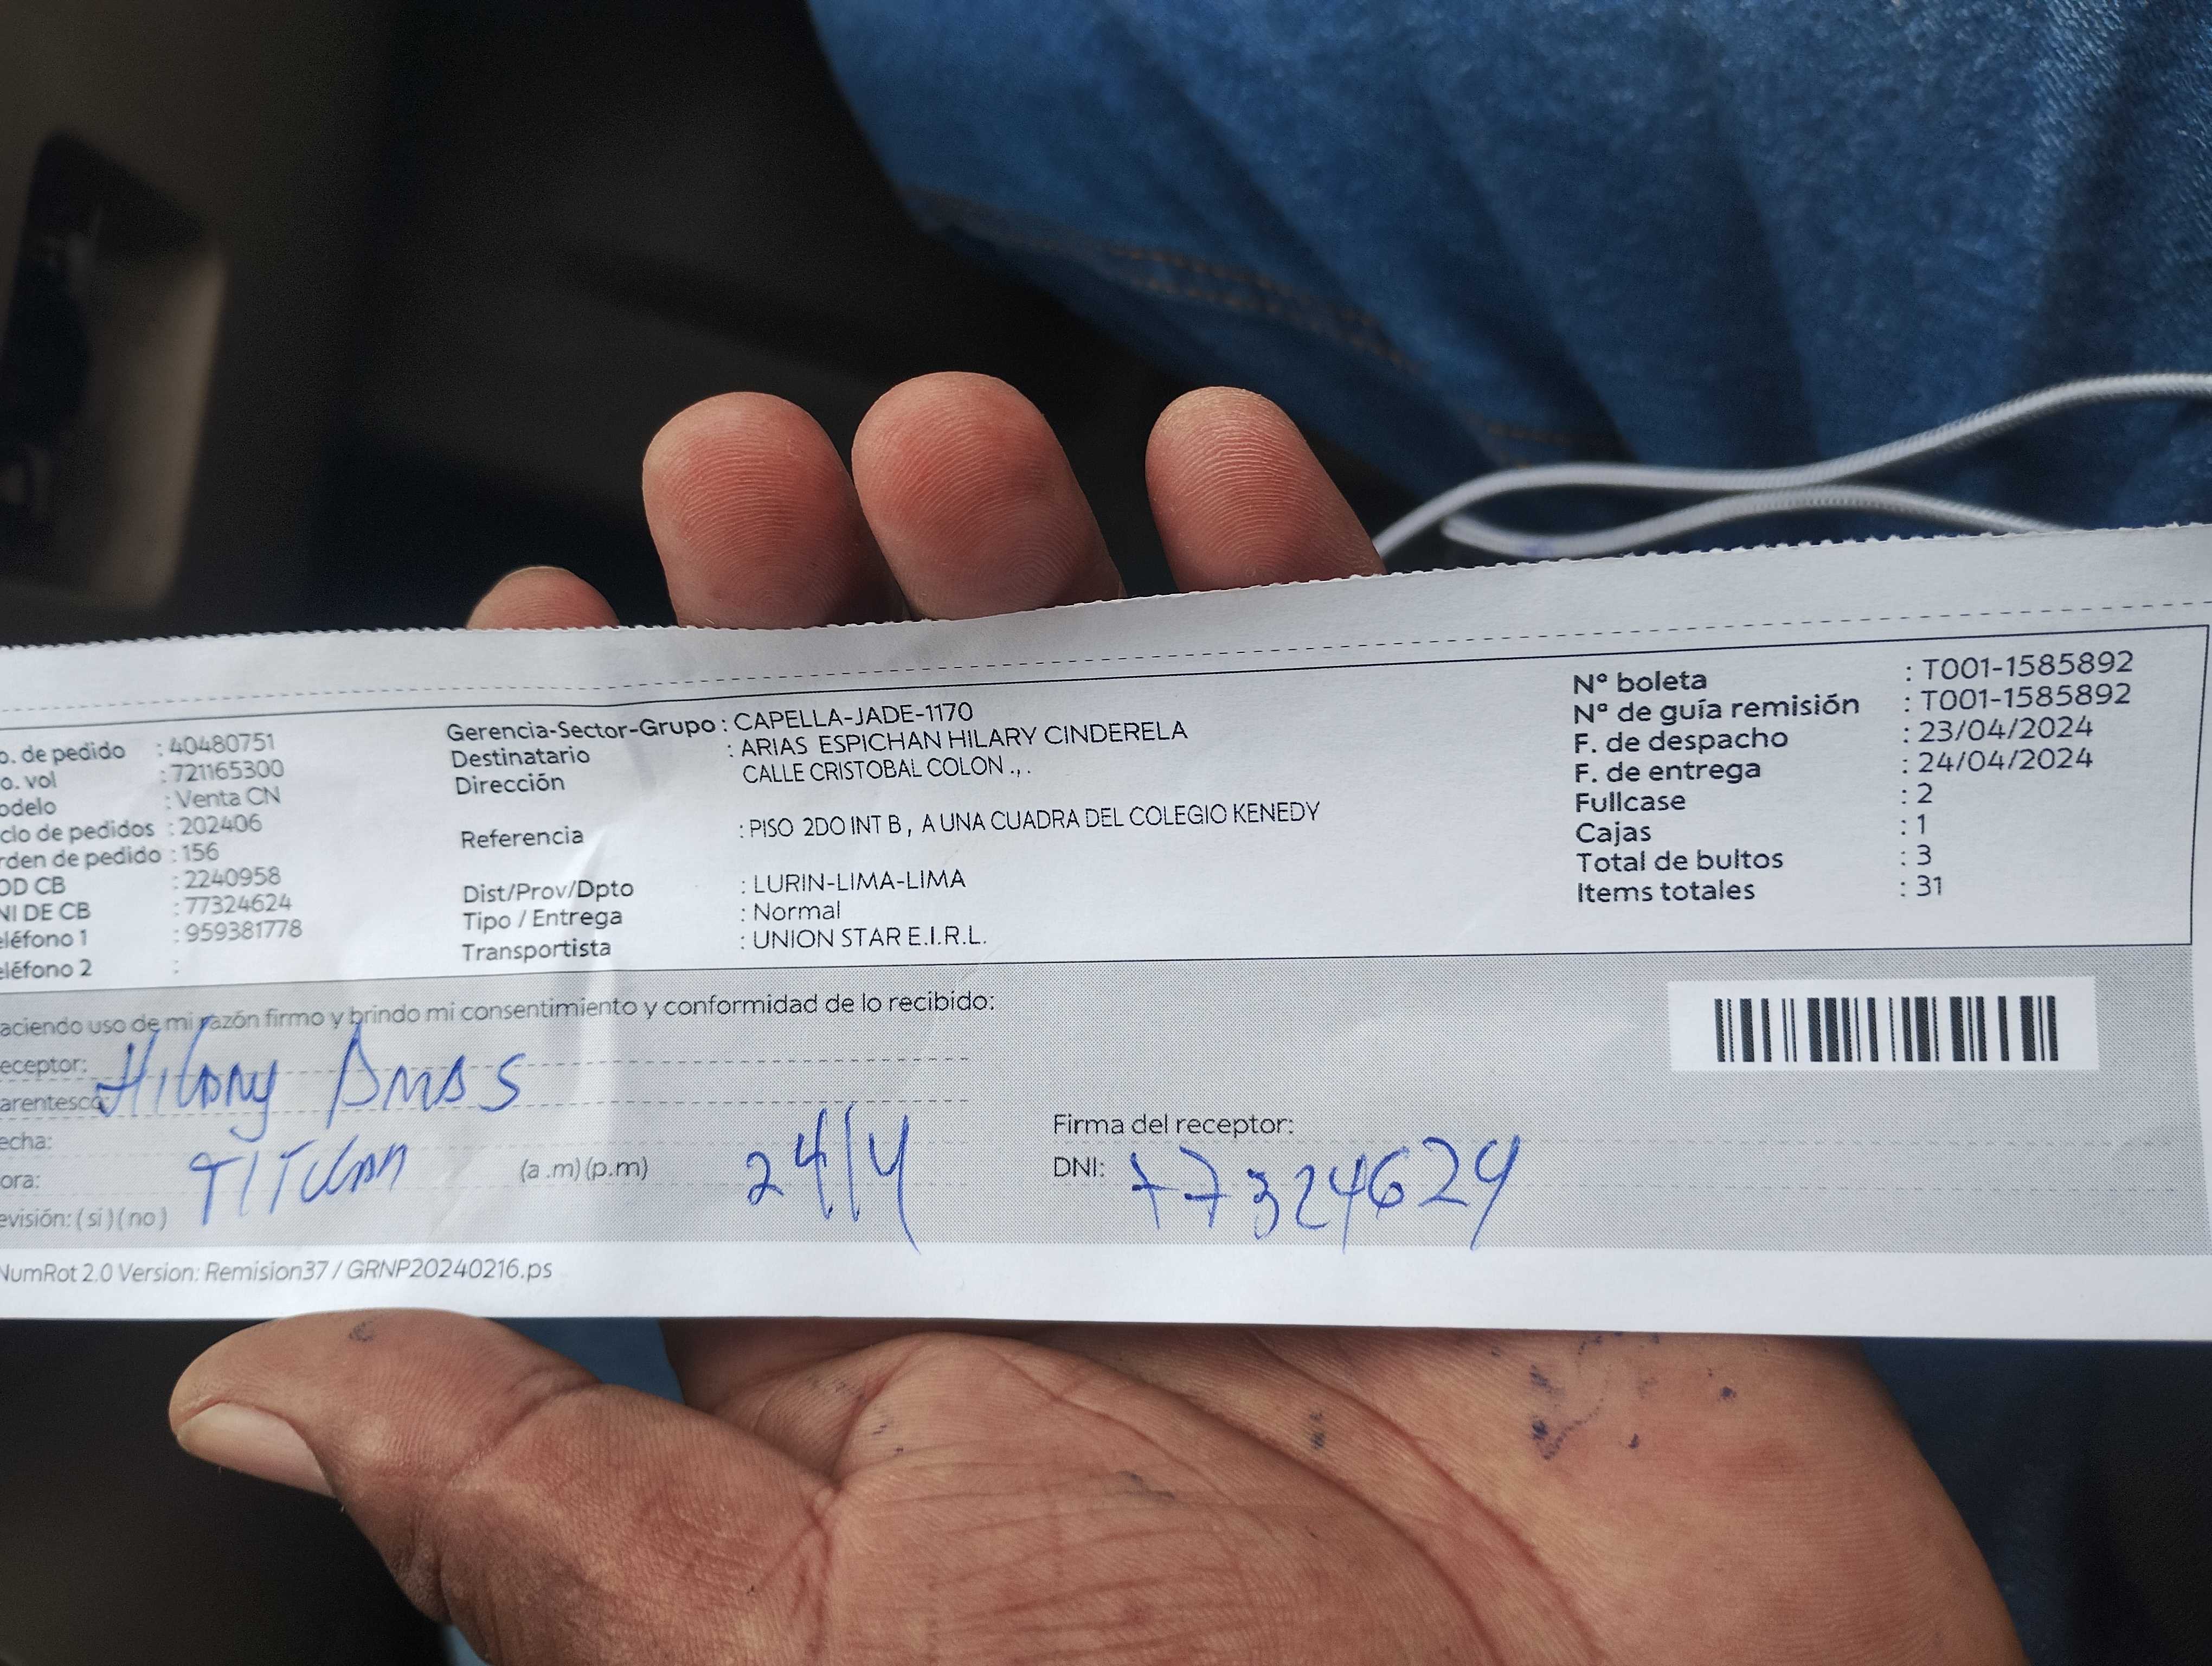 o. de pedido : 40480751
o. vol : 721165300
odelo : Venta CN
clo de pedidos : 202406
rden de pedido : 156
OD CB : 2240958
NI DE CB : 77324624
eléfono 1 : 959381778
eléfono 2 :
Gerencia-Sector-Grupo : CAPELLA-JADE-1170
Destinatario : ARIAS ESPICHAN HILARY CINDERELA
Dirección CALLE CRISTOBAL COLON .,.
Referencia : PISO 2DO INT B , A UNA CUADRA DEL COLEGIO KENEDY
Dist/Prov/Dpto : LURIN-LIMA-LIMA
Tipo / Entrega : Normal
Transportista : UNION STAR E.I.R.L.
N° boleta : T001-1585892
N° de guía remisión : T001-1585892
F. de despacho : 23/04/2024
F. de entrega : 24/04/2024
Fullcase : 2
Cajas : 1
Total de bultos : 3
Items totales : 31
aciendo uso de mi razón firmo y brindo mi consentimiento y conformidad de lo recibido:
eceptor: Hilary
arentesco:
echa:
ora: TITULAR (a .m) (p.m) 24/4
evisión: ( si ) ( no )
Firma del receptor:
DNI: 77324624
NumRot 2.0 Version: Remision37 / GRNP20240216.ps